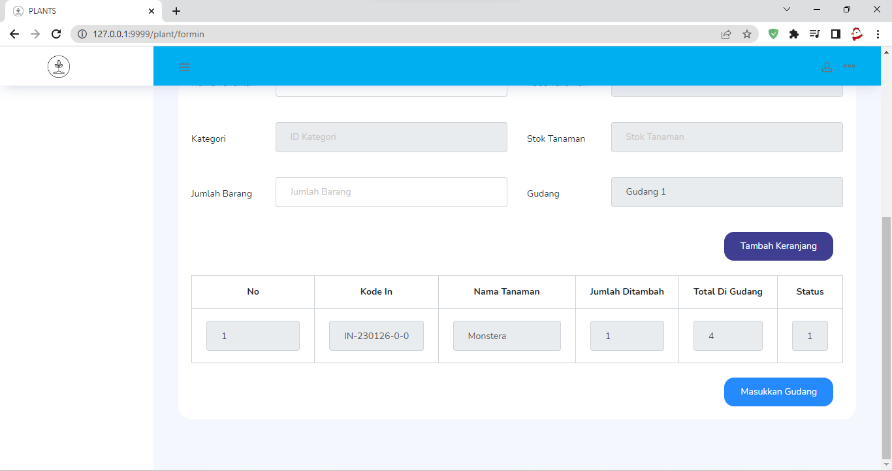 PLANTS
127.0.0.1:9999/plant/formin
Kategori
ID Kategori
Stok Tanaman
Stok Tanaman
Jumlah Barang
Jumlah Barang
Gudang
Gudang 1
Tambah Keranjang
No Kode In Nama Tanaman Jumlah Ditambah Total Di Gudang Status
1 IN-230126-0-0 Monstera 1 4 1
Masukkan Gudang